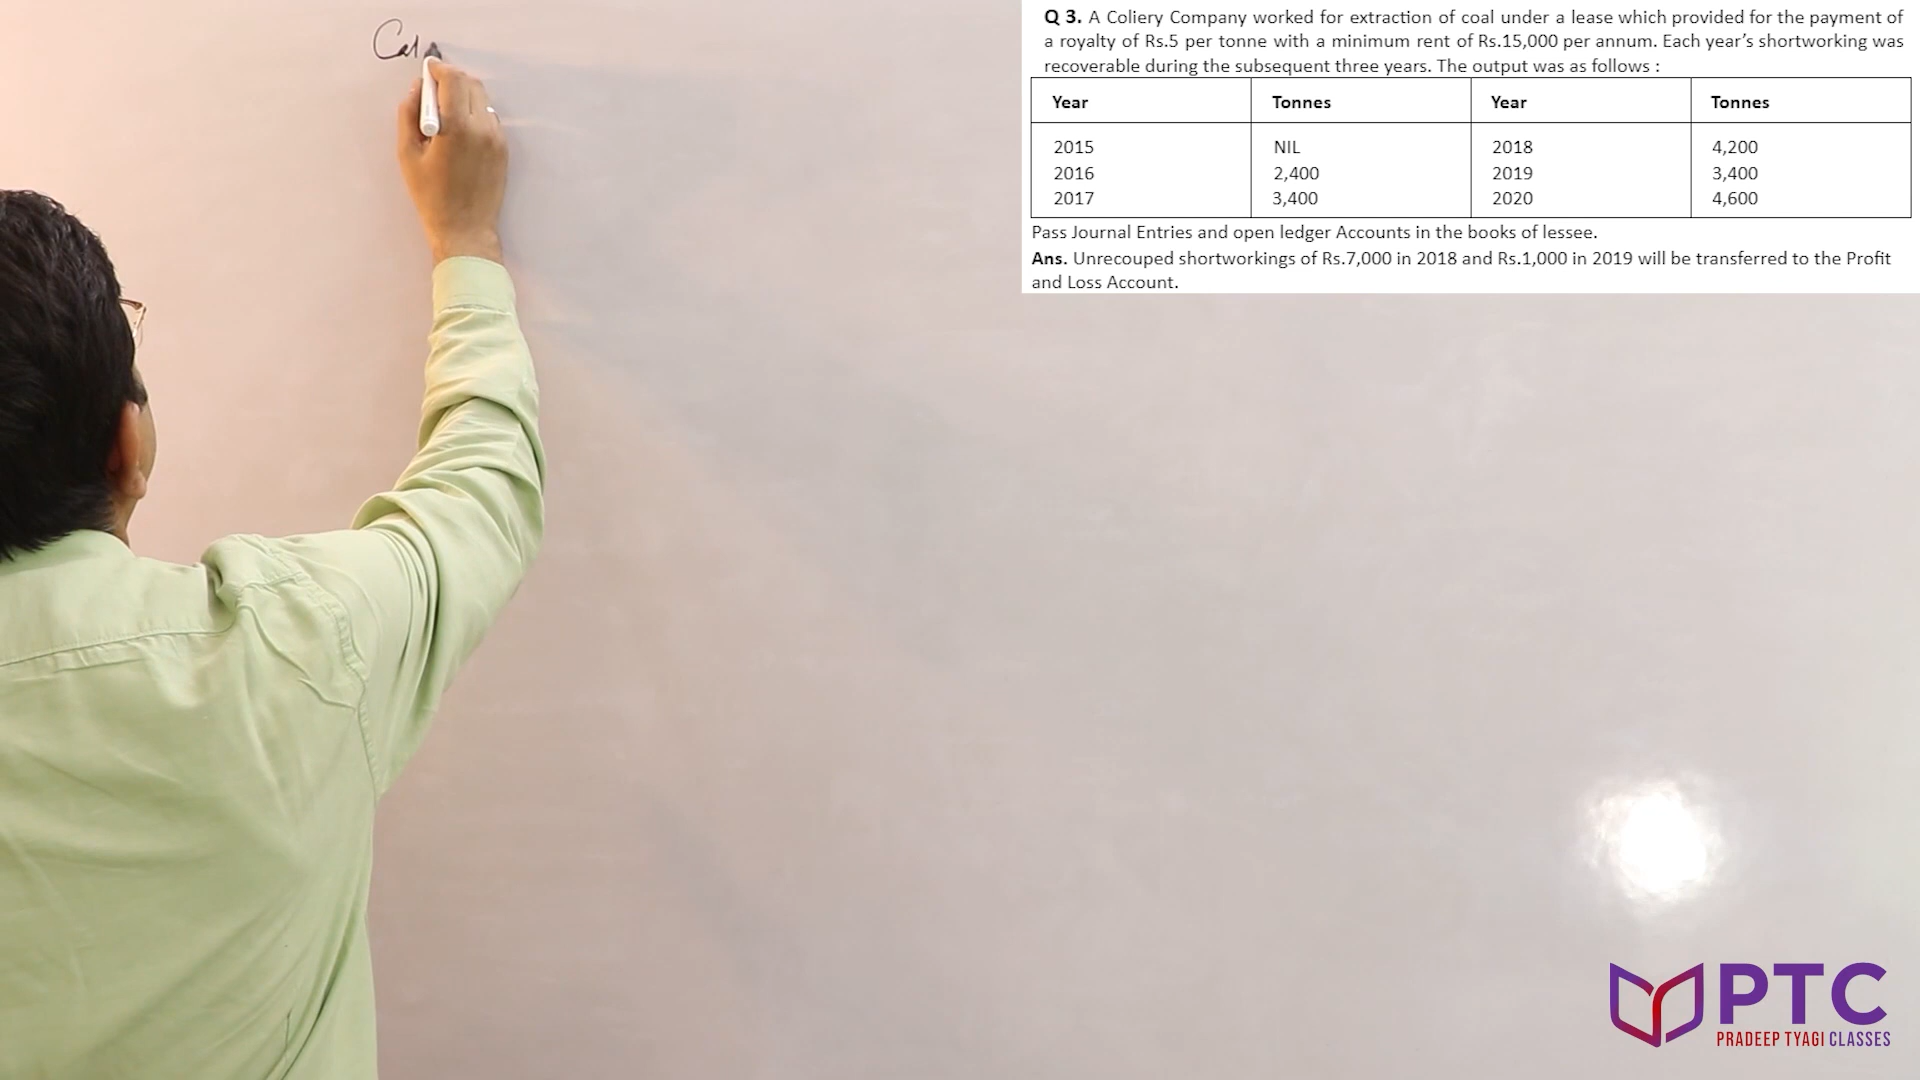 Cal
Q 3. A Coliery Company worked for extraction of coal under a lease which provided for the payment of
a royalty of Rs.5 per tonne with a minimum rent of Rs.15,000 per annum. Each year's shortworking was
recoverable during the subsequent three years. The output was as follows :
Year Tonnes Year Tonnes
2015 NIL 2018 4,200
2016 2,400 2019 3,400
2017 3,400 2020 4,600
Pass Journal Entries and open ledger Accounts in the books of lessee.
Ans. Unrecouped shortworkings of Rs.7,000 in 2018 and Rs.1,000 in 2019 will be transferred to the Profit
and Loss Account.
PTC
PRADEEP TYAGI CLASSES